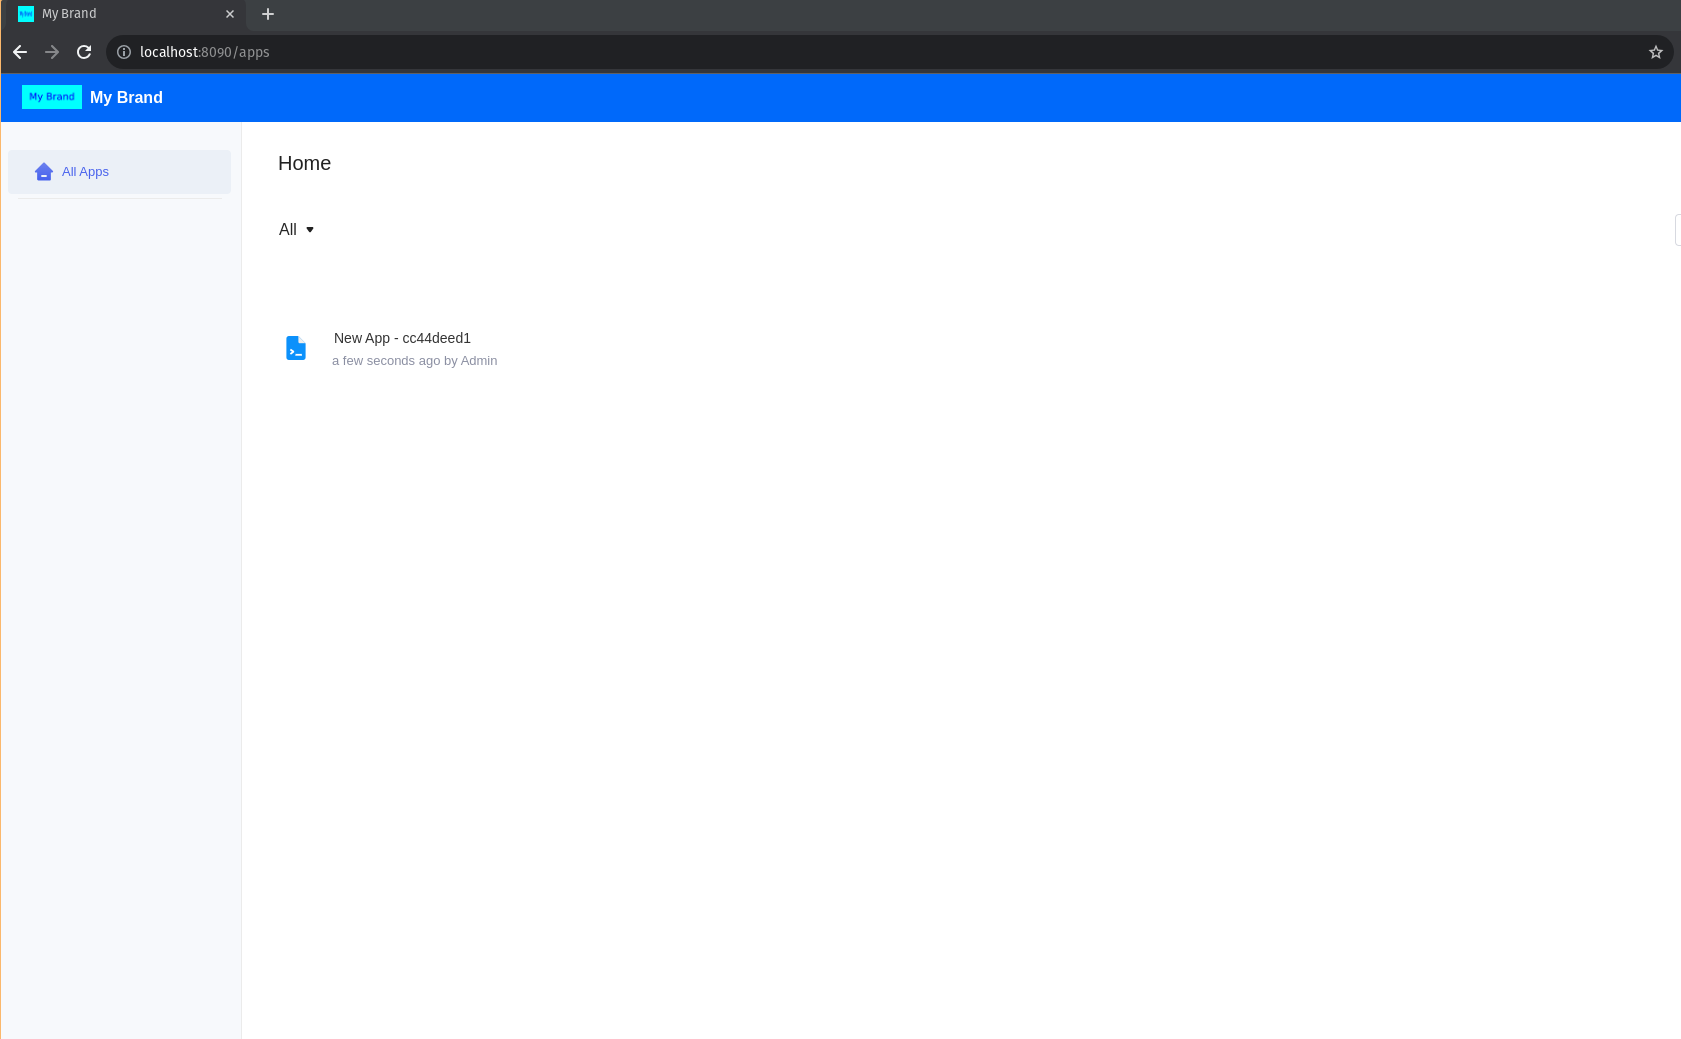 My Brand
localhost:8090/apps
My Brand My Brand
All Apps
Home
All
New App - cc44deed1
a few seconds ago by Admin